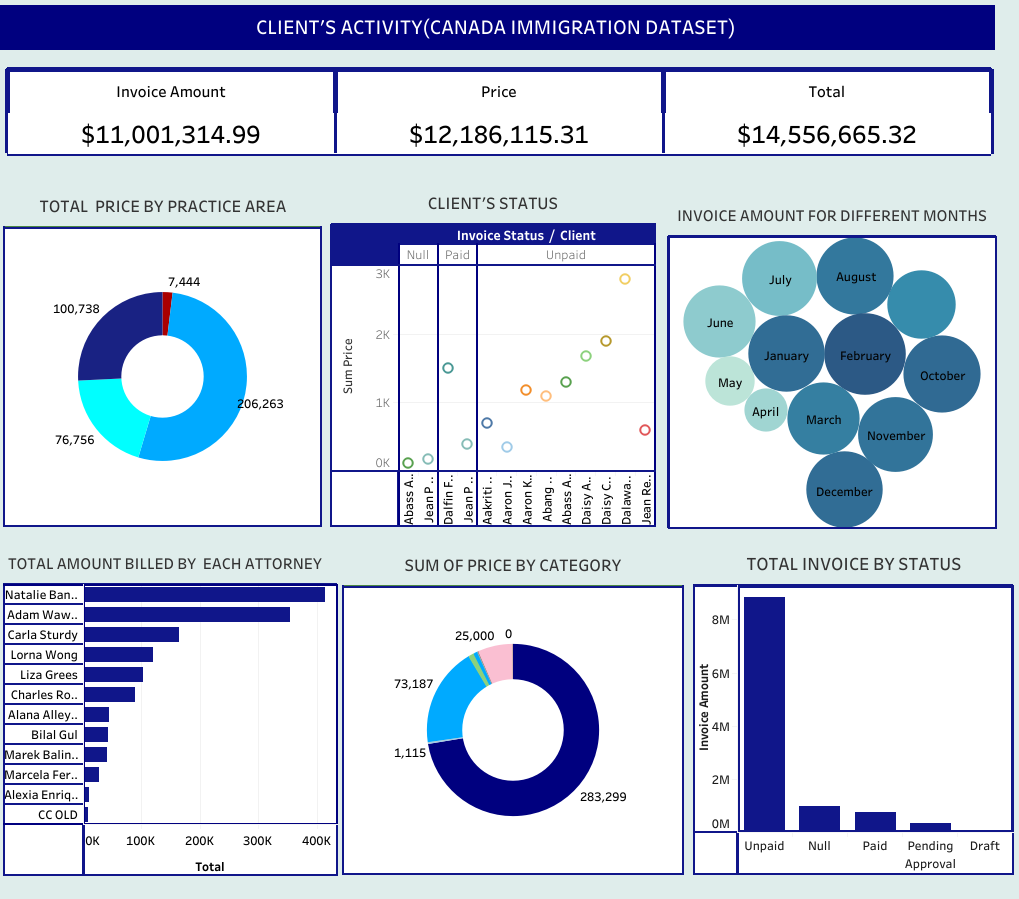 CLIENT'S ACTIVITY(CANADA IMMIGRATION DATASET)
Invoice Amount
Price
Total
$11,001,314.99
$12,186,115.31
$14,556,665.32
TOTAL PRICE BY PRACTICE AREA
7,444
100,738
206,263
76,756
CLIENT'S STATUS
Invoice Status / Client
Null
Paid
Unpaid
Sum Price
3K
2K
1K
0K
Abass A..
Jean P ..
Dalfin F..
Jean P ..
Aakriti ..
Aaron J..
Aaron K..
Abang ..
Abass A..
Daisy A..
Daisy C..
Dalawa..
Jean Re..
INVOICE AMOUNT FOR DIFFERENT MONTHS
July
August
June
January
February
October
May
April
March
November
December
TOTAL AMOUNT BILLED BY EACH ATTORNEY
Natalie Ban..
Adam Waw..
Carla Sturdy
Lorna Wong
Liza Grees
Charles Ro..
Alana Alley..
Bilal Gul
Marek Balin..
Marcela Fer..
Alexia Enriq..
CC OLD
0K
100K
200K
300K
400K
Total
SUM OF PRICE BY CATEGORY
25,000
0
73,187
1,115
283,299
TOTAL INVOICE BY STATUS
Invoice Amount
8M
6M
4M
2M
0M
Unpaid
Null
Paid
Pending
Approval
Draft